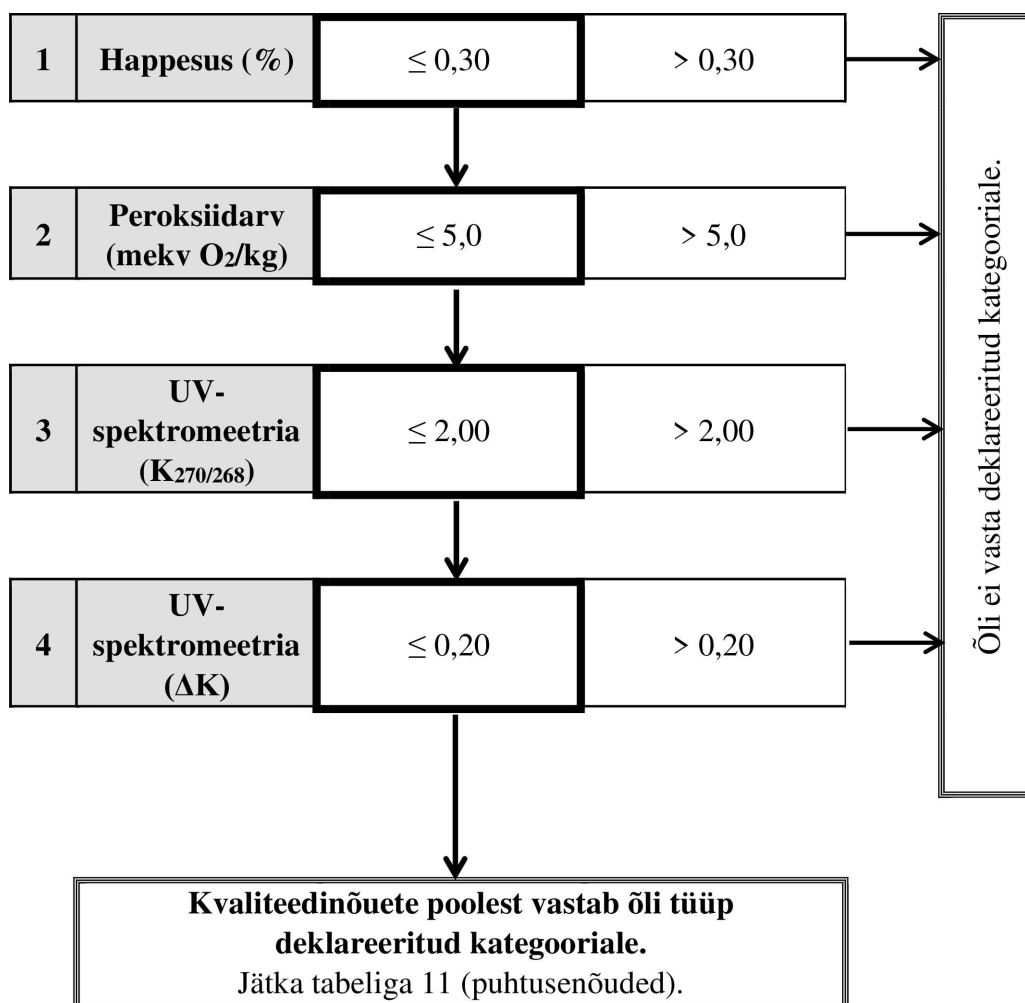 1 Happesus (%) ≤ 0,30 > 0,30
2 Peroksiidarv
(mekv O₂/kg) ≤ 5,0 > 5,0
3 UV-
spektromeetria
(K₂₇₀/₂₆₈) ≤ 2,00 > 2,00
4 UV-
spektromeetria
(ΔK) ≤ 0,20 > 0,20
Õli ei vasta deklareeritud kategooriale.
Kvaliteedinõuete poolest vastab õli tüüp
deklareeritud kategooriale.
Jätka tabeliga 11 (puhtusenõuded).